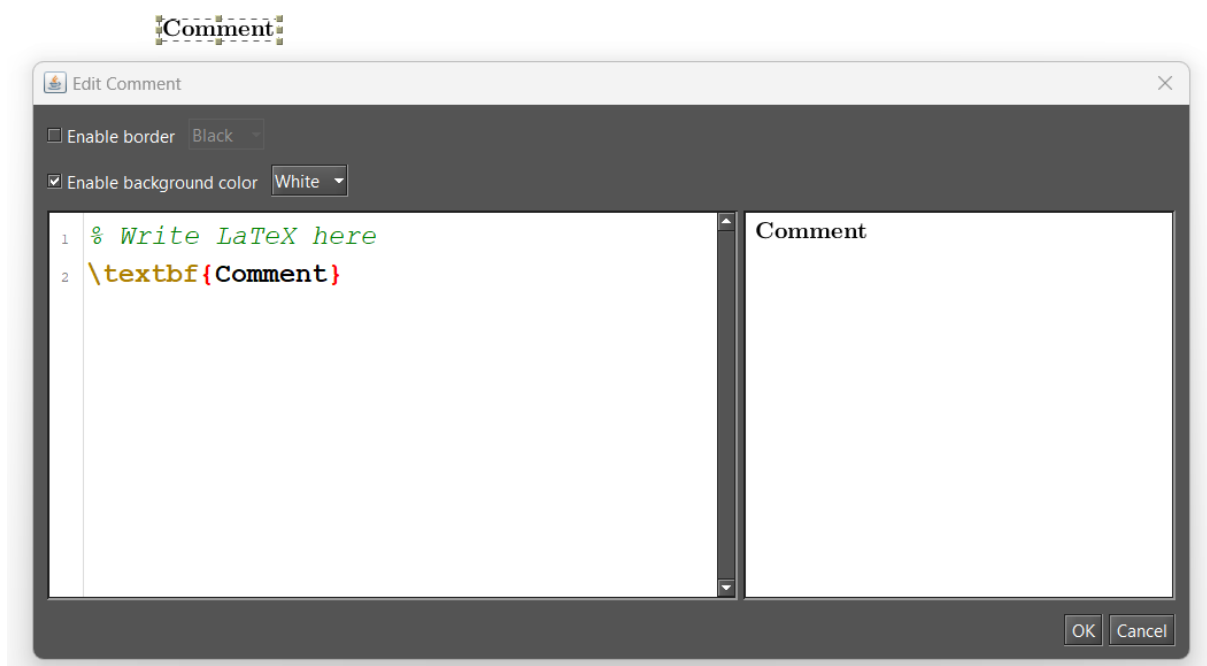 Comment
Edit Comment
Enable border Black
Enable background color White
1 % Write LaTeX here
2 \textbf{Comment}
Comment
OK Cancel